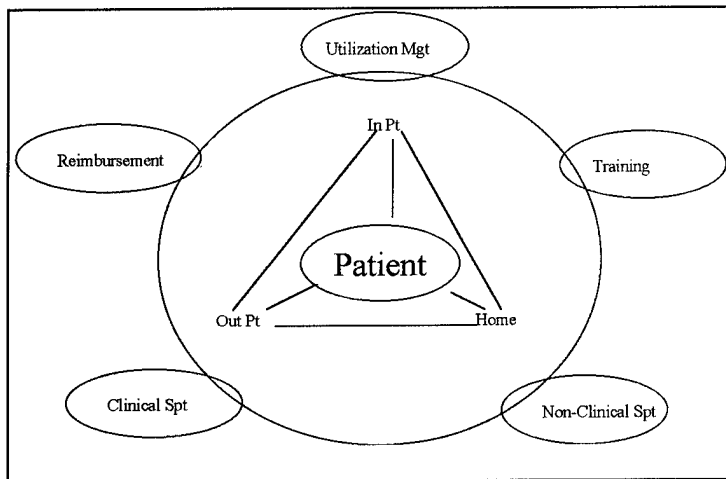 Utilization Mgt
In Pt
Reimbursement
Training
Patient
Out Pt
Home
Clinical Spt
Non-Clinical Spt